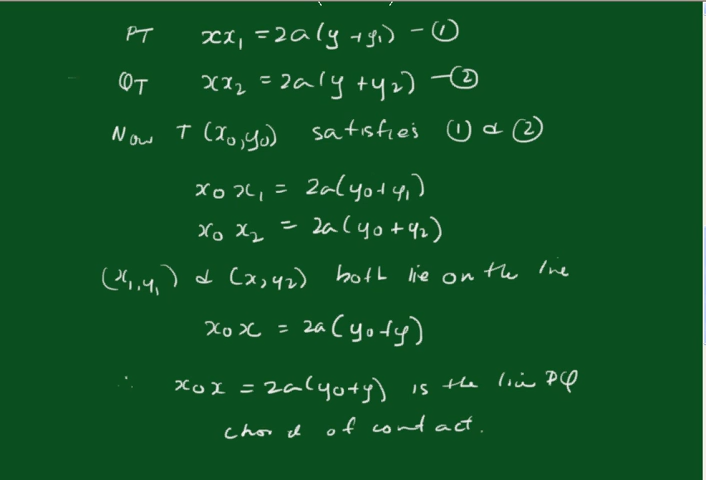 PT xx₁ = 2a(y + y₁) — ①
QT xx₂ = 2a(y + y₂) — ②
Now T (x₀, y₀) satisfies ① & ②
x₀x₁ = 2a(y₀+y₁)
x₀x₂ = 2a(y₀+y₂)
(x₁, y₁) & (x, y₂) both lie on the line
x₀x = 2a(y₀+y)
∴ x₀x = 2a(y₀+y) is the line PQ
chord of contact.